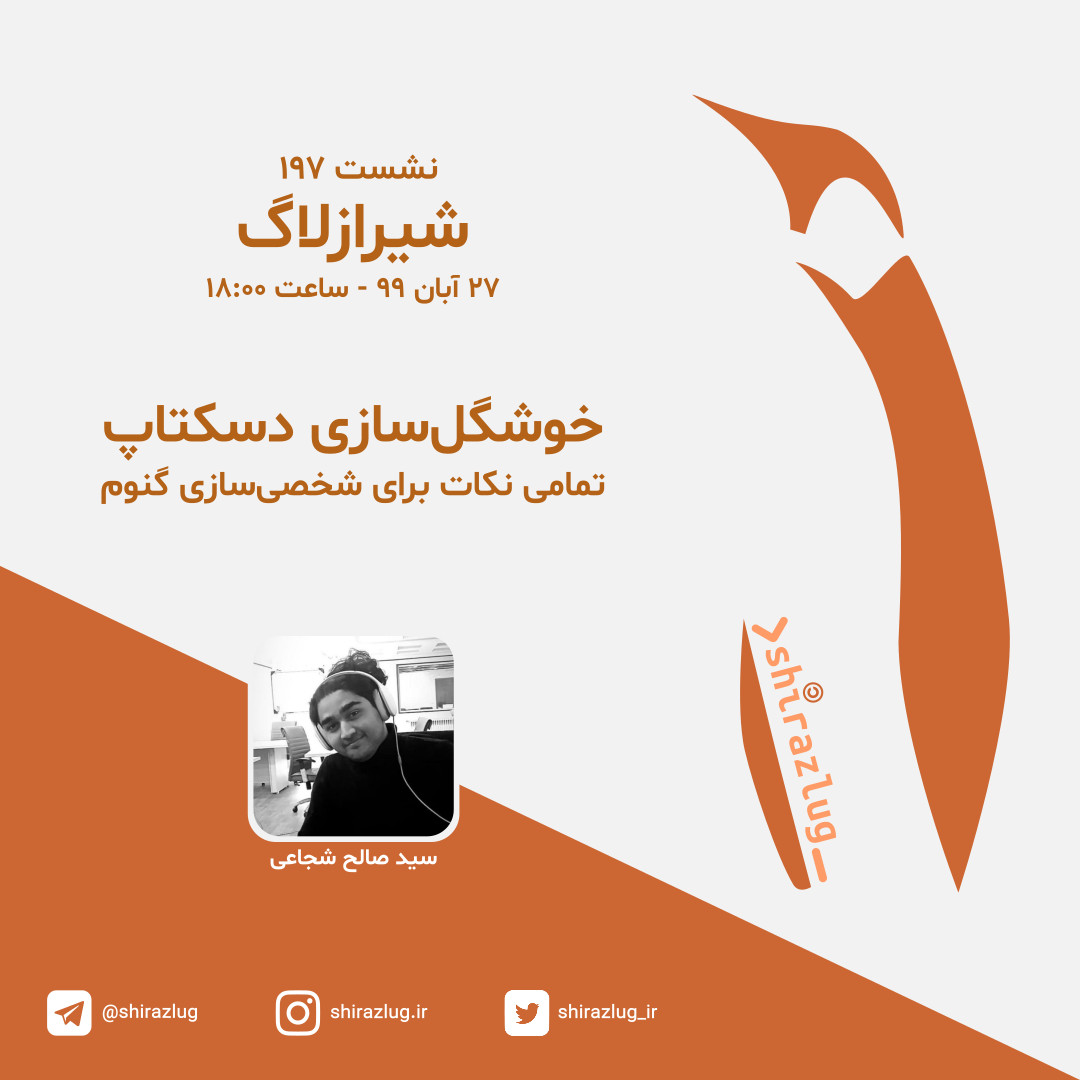 نشست ۱۹۷
شیرازلاگ
۲۷ آبان ۹۹ - ساعت ۱۸:۰۰
خوشگل‌سازی دسکتاپ
تمامی نکات برای شخصی‌سازی گنوم
>shirazlug_
©
سید صالح شجاعی
@shirazlug
shirazlug.ir
shirazlug_ir